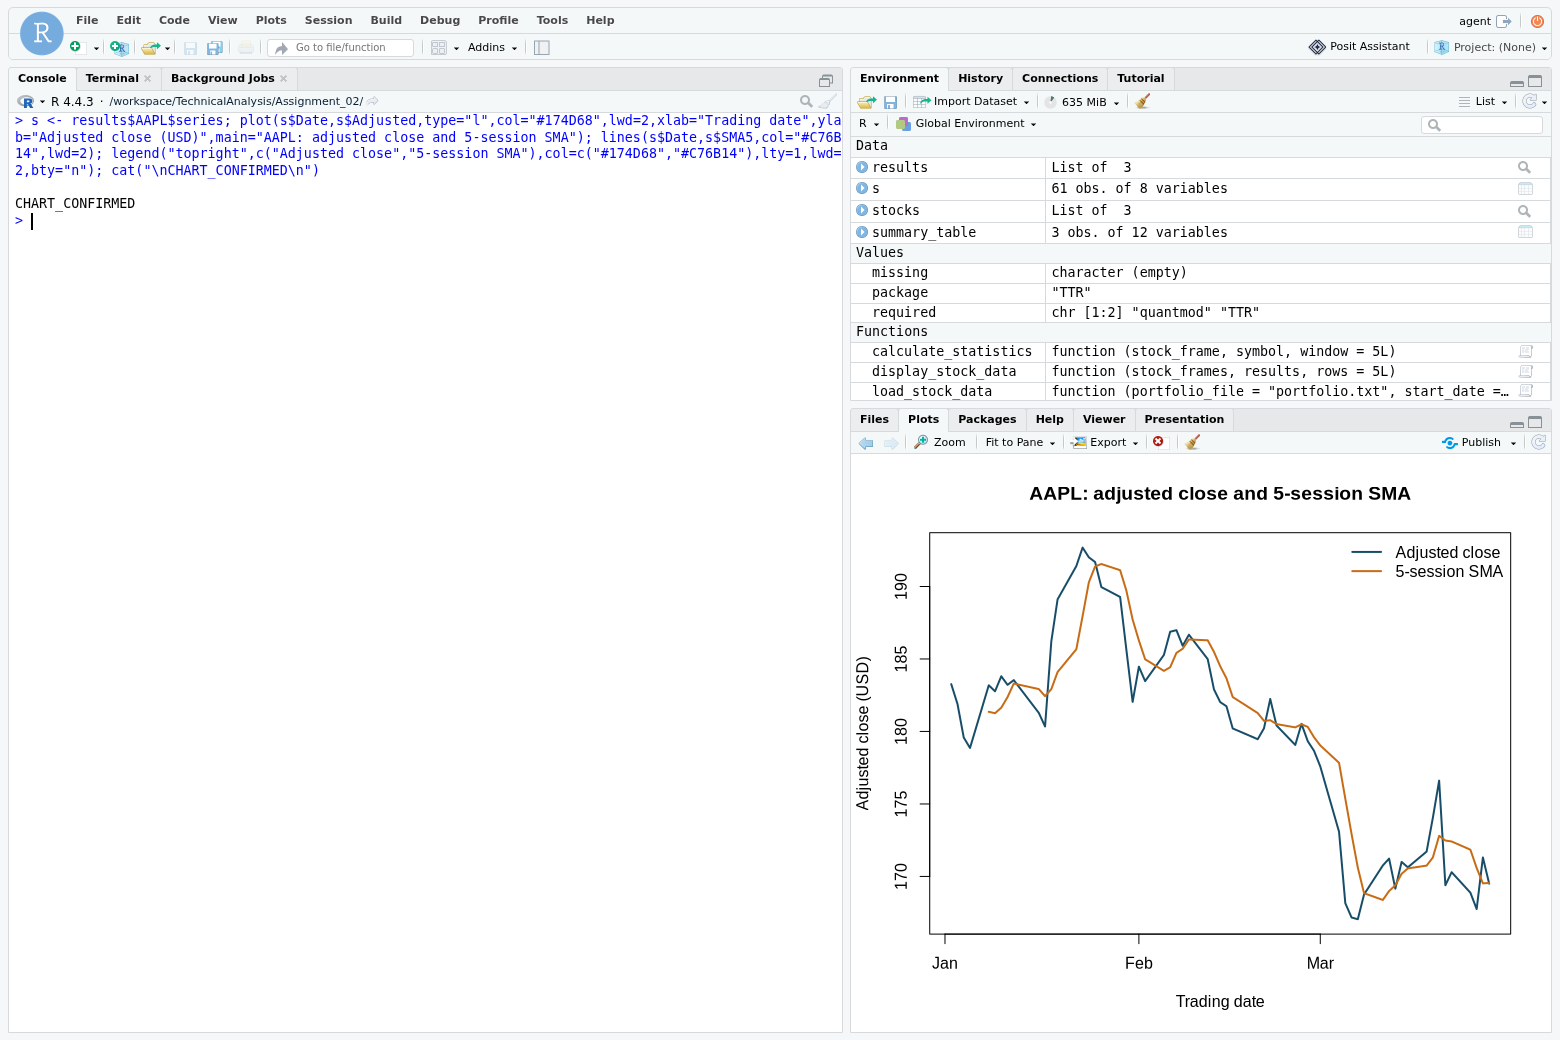 File Edit Code View Plots Session Build Debug Profile Tools Help
agent
Go to file/function
Addins
Posit Assistant
Project: (None)
Console
Terminal
Background Jobs
R 4.4.3 · /workspace/TechnicalAnalysis/Assignment_02/
> s <- results$AAPL$series; plot(s$Date,s$Adjusted,type="l",col="#174D68",lwd=2,xlab="Trading date",yla
b="Adjusted close (USD)",main="AAPL: adjusted close and 5-session SMA"); lines(s$Date,s$SMA5,col="#C76B
14",lwd=2); legend("topright",c("Adjusted close","5-session SMA"),col=c("#174D68","#C76B14"),lty=1,lwd=
2,bty="n"); cat("\nCHART_CONFIRMED\n")
CHART_CONFIRMED
>
Environment History Connections Tutorial
Import Dataset 635 MiB List
R Global Environment
Data
results List of 3
s 61 obs. of 8 variables
stocks List of 3
summary_table 3 obs. of 12 variables
Values
missing character (empty)
package "TTR"
required chr [1:2] "quantmod" "TTR"
Functions
calculate_statistics function (stock_frame, symbol, window = 5L)
display_stock_data function (stock_frames, results, rows = 5L)
load_stock_data function (portfolio_file = "portfolio.txt", start_date =…
Files Plots Packages Help Viewer Presentation
Zoom Fit to Pane Export Publish
AAPL: adjusted close and 5-session SMA
Adjusted close
5-session SMA
190
185
180
175
170
Adjusted close (USD)
Jan Feb Mar
Trading date